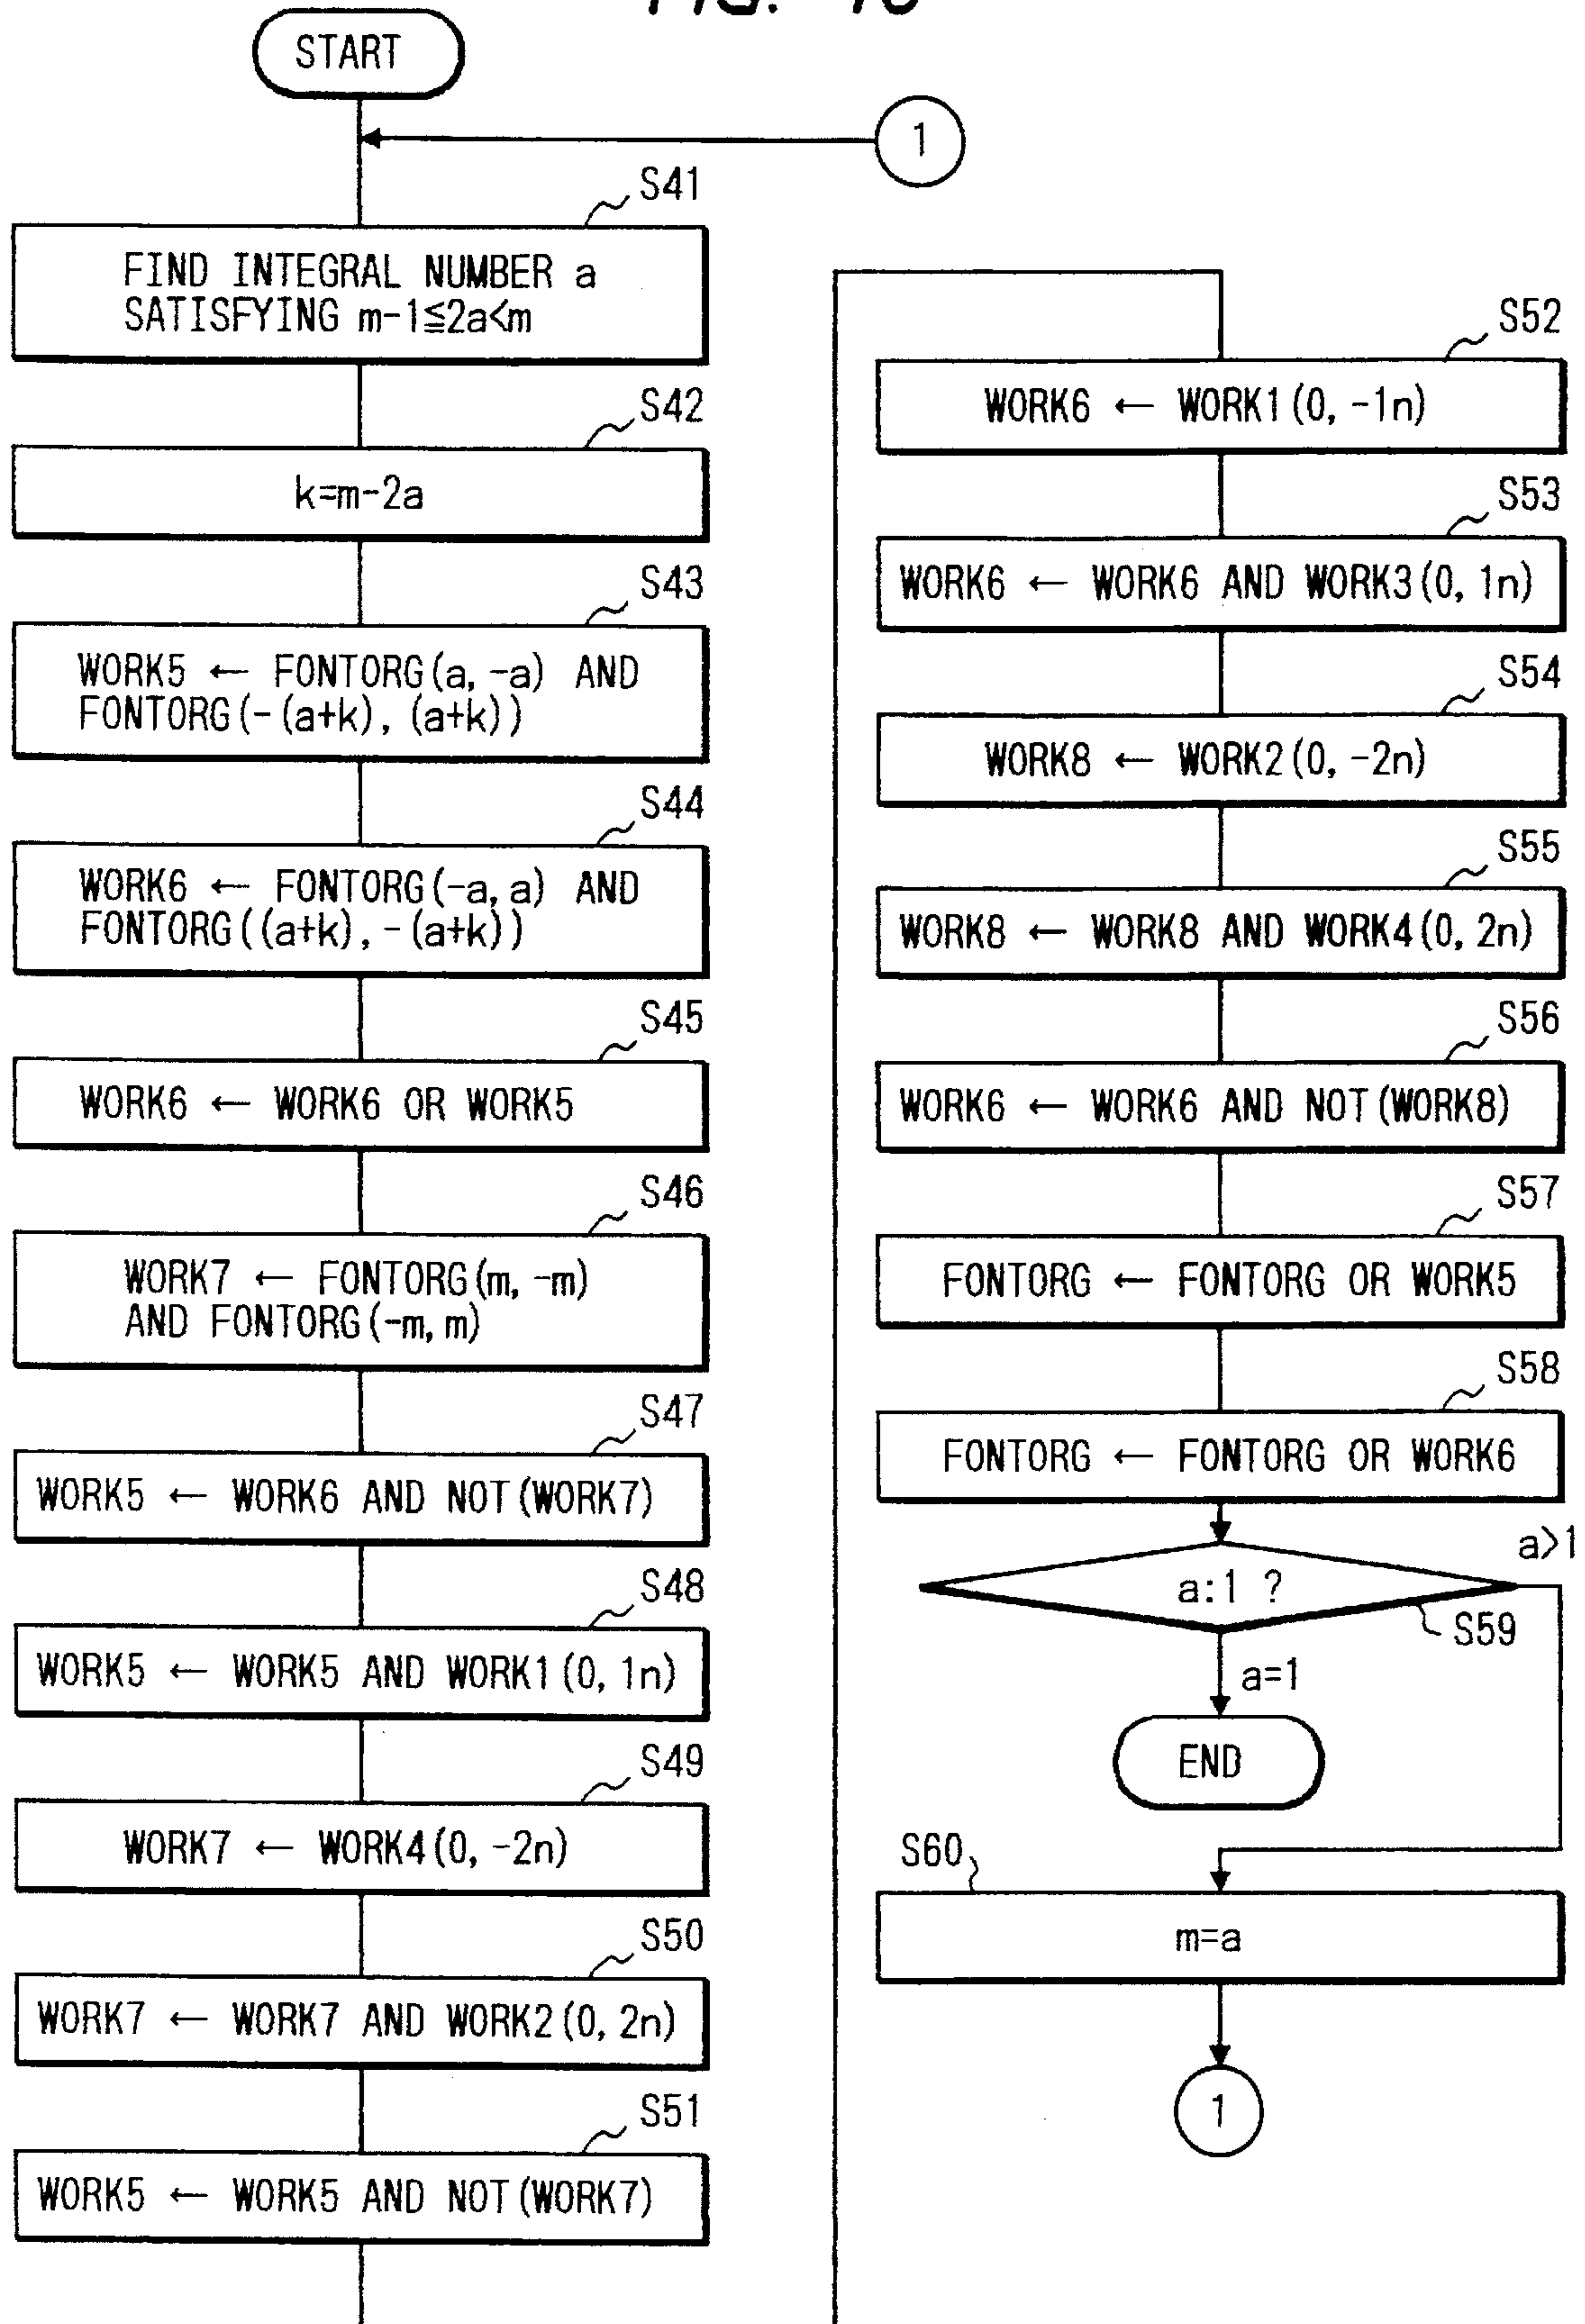 START
1
S41
FIND INTEGRAL NUMBER a
SATISFYING m-1≦2a<m
S42
k=m-2a
S43
WORK5 ← FONTORG(a, -a) AND
FONTORG(-(a+k), (a+k))
S44
WORK6 ← FONTORG(-a, a) AND
FONTORG((a+k), -(a+k))
S45
WORK6 ← WORK6 OR WORK5
S46
WORK7 ← FONTORG(m, -m)
AND FONTORG(-m, m)
S47
WORK5 ← WORK6 AND NOT(WORK7)
S48
WORK5 ← WORK5 AND WORK1(0, 1n)
S49
WORK7 ← WORK4(0, -2n)
S50
WORK7 ← WORK7 AND WORK2(0, 2n)
S51
WORK5 ← WORK5 AND NOT(WORK7)
S52
WORK6 ← WORK1(0, -1n)
S53
WORK6 ← WORK6 AND WORK3(0, 1n)
S54
WORK8 ← WORK2(0, -2n)
S55
WORK8 ← WORK8 AND WORK4(0, 2n)
S56
WORK6 ← WORK6 AND NOT(WORK8)
S57
FONTORG ← FONTORG OR WORK5
S58
FONTORG ← FONTORG OR WORK6
a>1
a:1 ?
S59
a=1
END
S60
m=a
1